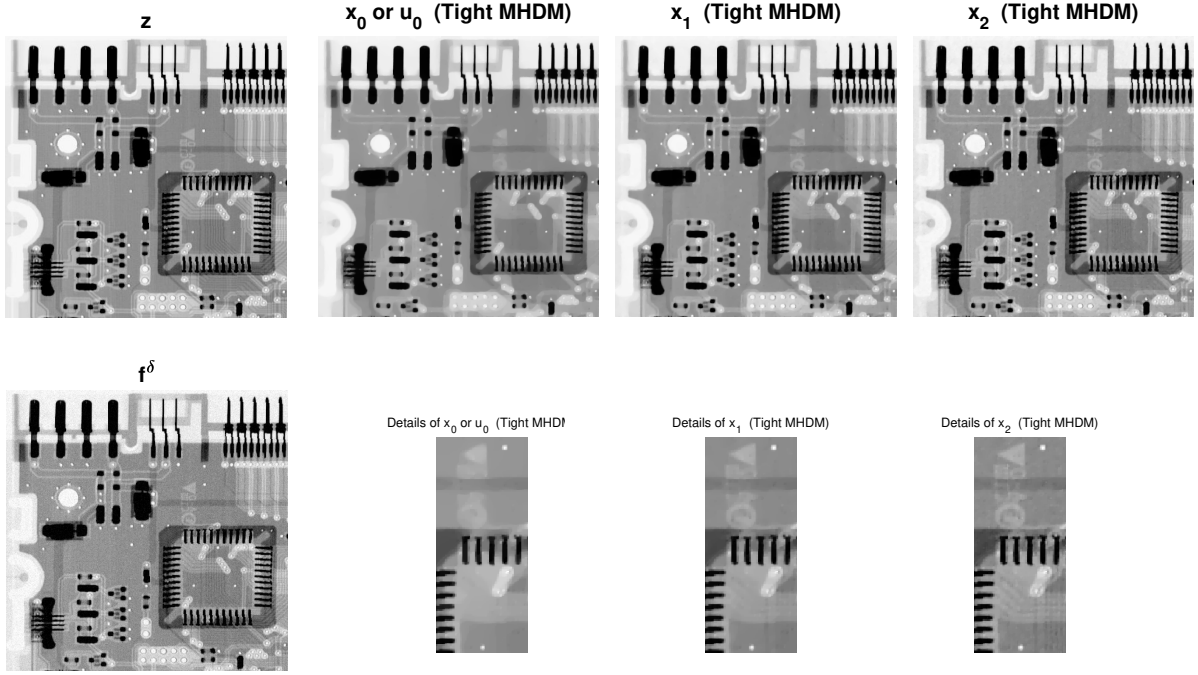 z
x₀ or u₀ (Tight MHDM)
x₁ (Tight MHDM)
x₂ (Tight MHDM)
f^δ
Details of x₀ or u₀ (Tight MHDM
Details of x₁ (Tight MHDM)
Details of x₂ (Tight MHDM)